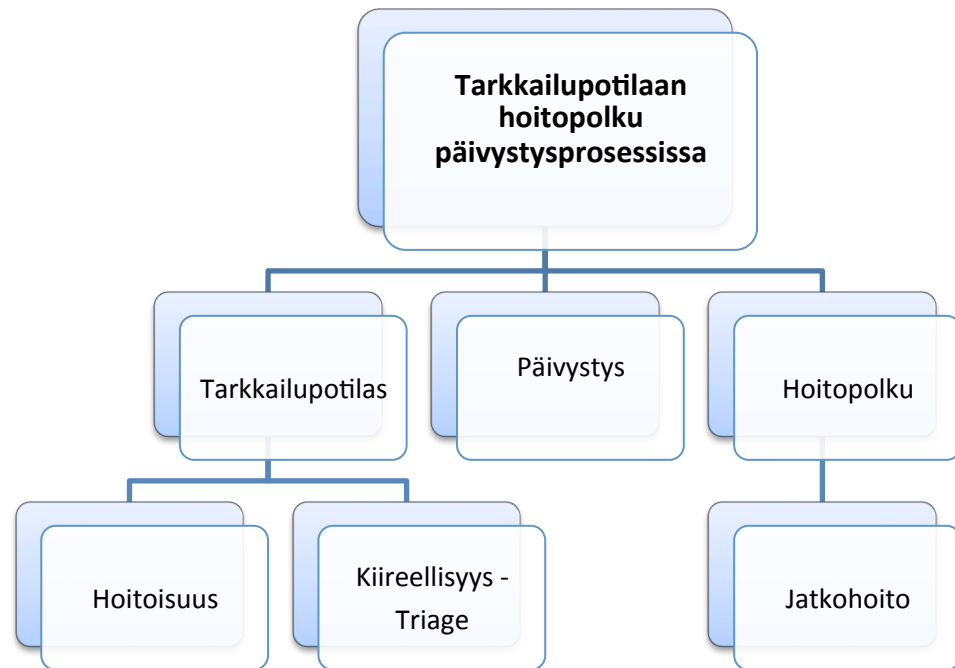 Tarkkailupotilaan
hoitopolku
päivystysprosessissa
Tarkkailupotilas
Päivystys
Hoitopolku
Hoitoisuus
Kiireellisyys -
Triage
Jatkohoito